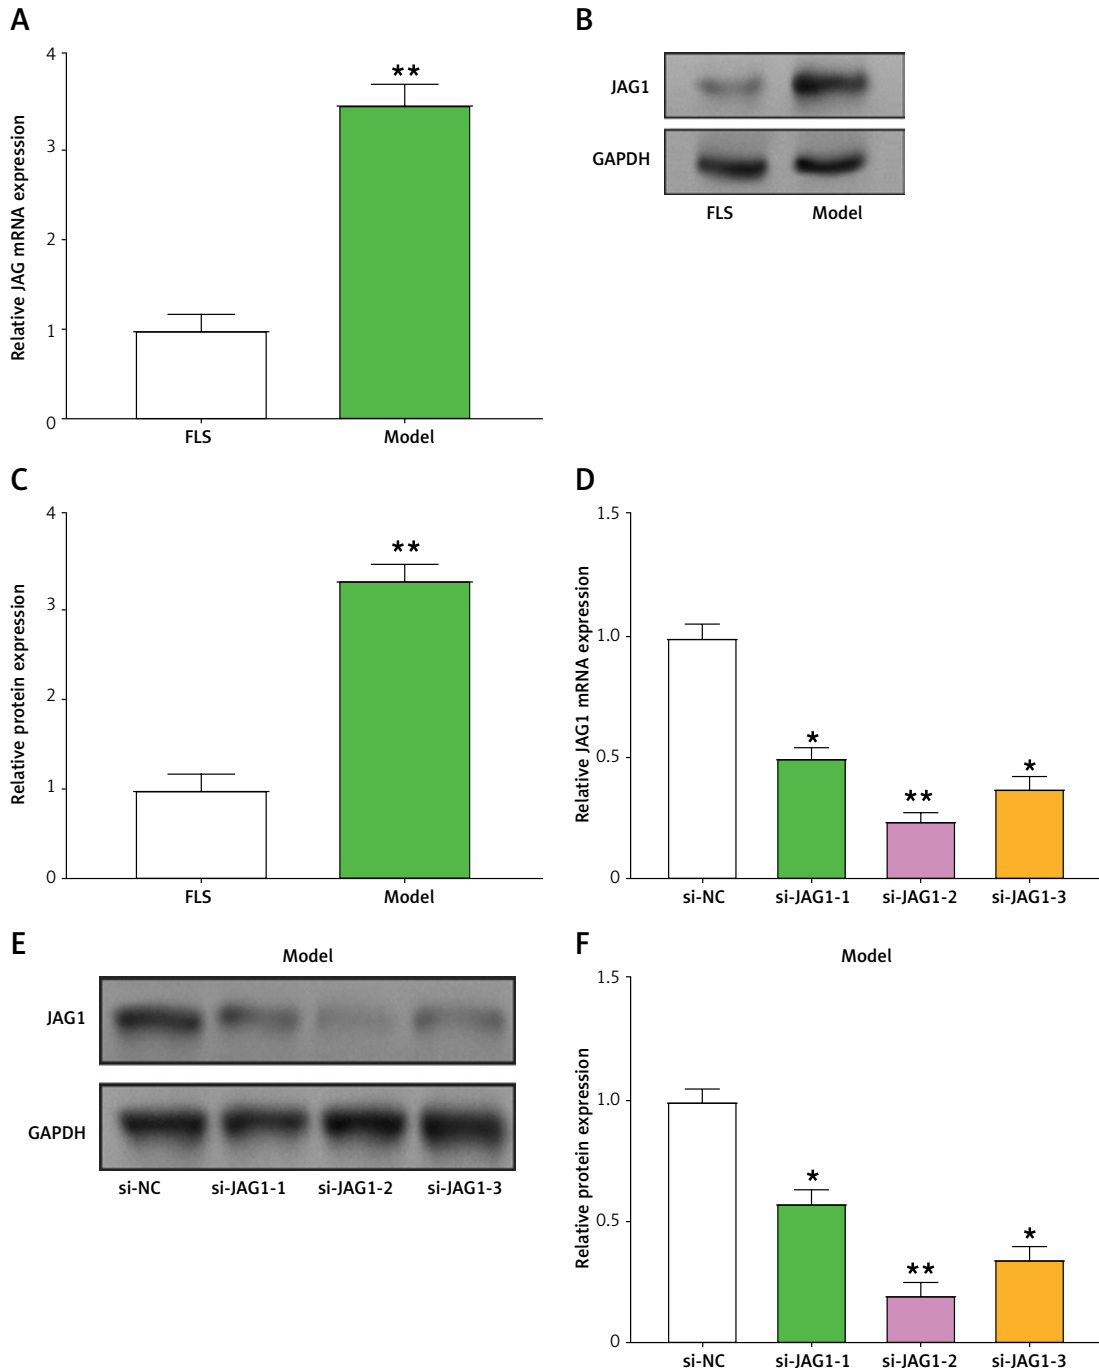 A
Relative JAG mRNA expression
4
3
2
1
0
**
FLS Model
B
JAG1
GAPDH
FLS Model
C
Relative protein expression
4
3
2
1
0
**
FLS Model
D
Relative JAG1 mRNA expression
1.5
1.0
0.5
0
*
**
*
si-NC si-JAG1-1 si-JAG1-2 si-JAG1-3
E
Model
JAG1
GAPDH
si-NC si-JAG1-1 si-JAG1-2 si-JAG1-3
F
Model
Relative protein expression
1.5
1.0
0.5
0
*
**
*
si-NC si-JAG1-1 si-JAG1-2 si-JAG1-3